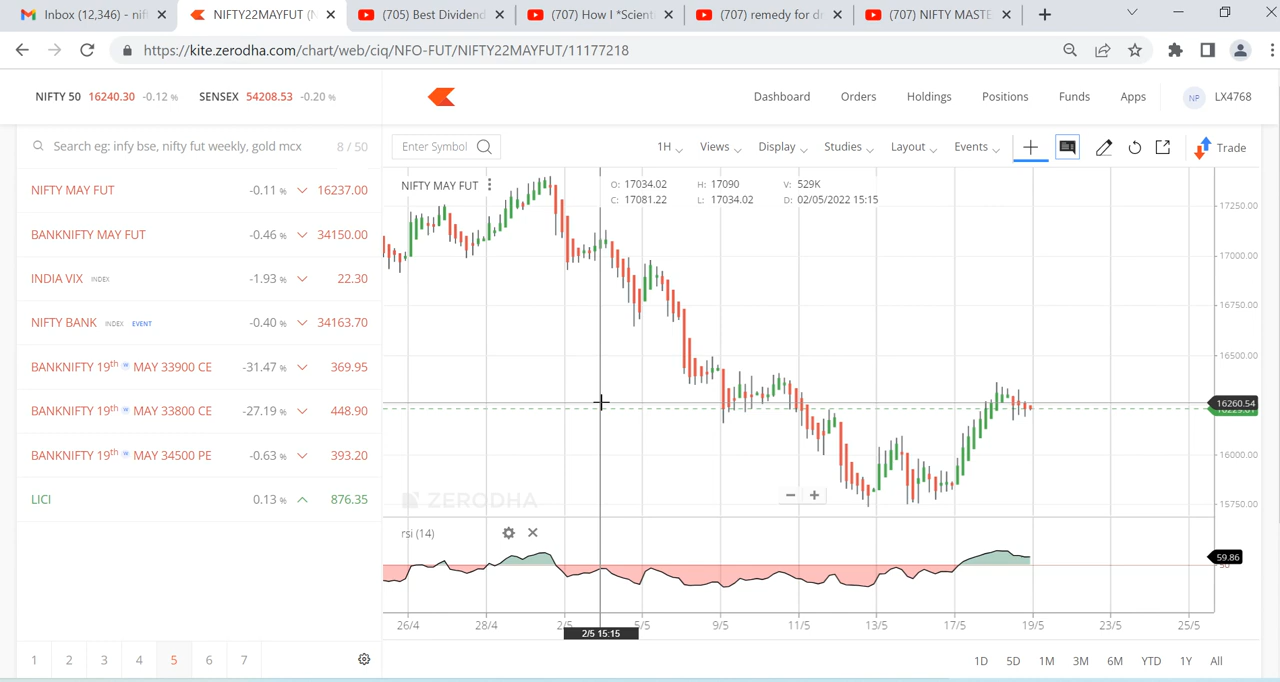 Inbox (12,346) - nif
NIFTY22MAYFUT (N
(705) Best Dividend
(707) How I *Scient
(707) remedy for d
(707) NIFTY MASTE
https://kite.zerodha.com/chart/web/ciq/NFO-FUT/NIFTY22MAYFUT/11177218
NIFTY 50 16240.30 -0.12 % SENSEX 54208.53 -0.20 %
Dashboard Orders Holdings Positions Funds Apps NP LX4768
Search eg: infy bse, nifty fut weekly, gold mcx 8 / 50
Enter Symbol 1H Views Display Studies Layout Events Trade
NIFTY MAY FUT -0.11 % 16237.00
BANKNIFTY MAY FUT -0.46 % 34150.00
INDIA VIX INDEX -1.93 % 22.30
NIFTY BANK INDEX EVENT -0.40 % 34163.70
BANKNIFTY 19th w MAY 33900 CE -31.47 % 369.95
BANKNIFTY 19th w MAY 33800 CE -27.19 % 448.90
BANKNIFTY 19th w MAY 34500 PE -0.63 % 393.20
LICI 0.13 % 876.35
1 2 3 4 5 6 7
NIFTY MAY FUT
O: 17034.02 H: 17090 V: 529K
C: 17081.22 L: 17034.02 D: 02/05/2022 15:15
17250.00
17000.00
16750.00
16500.00
16260.54
16000.00
15750.00
ZERODHA
rsi (14)
59.86
50
26/4 28/4 2/5 5/5 9/5 11/5 13/5 17/5 19/5 23/5 25/5
2/5 15:15
1D 5D 1M 3M 6M YTD 1Y All